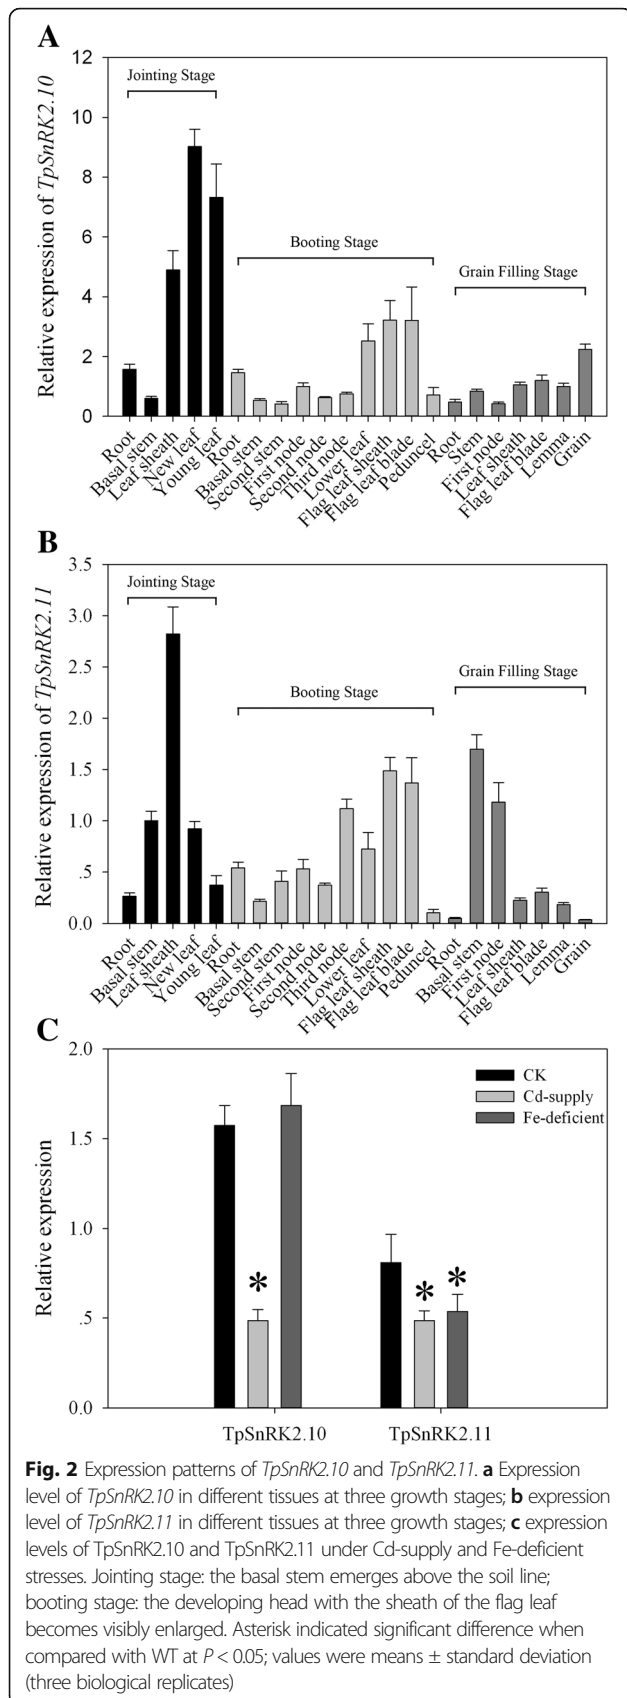 A
Relative expression of TpSnRK2.10
12
10
8
6
4
2
0
Jointing Stage
Booting Stage
Grain Filling Stage
Root
Basal stem
Leaf sheath
New leaf
Young leaf
Root
Basal stem
Second stem
First node
Second node
Third node
Lower leaf
Flag leaf sheath
Flag leaf blade
Peduncel
Root
Stem
First node
Leaf sheath
Flag leaf blade
Lemma
Grain
B
Relative expression of TpSnRK2.11
3.5
3.0
2.5
2.0
1.5
1.0
.5
0.0
Jointing Stage
Booting Stage
Grain Filling Stage
Root
Basal stem
Leaf sheath
New leaf
Young leaf
Root
Basal stem
Second stem
First node
Second node
Third node
Lower leaf
Flag leaf sheath
Flag leaf blade
Peduncel
Root
Basal stem
First node
Leaf sheath
Flag leaf blade
Lemma
Grain
C
Relative expression
2.0
1.5
1.0
.5
0.0
CK
Cd-supply
Fe-deficient
*
*
*
TpSnRK2.10
TpSnRK2.11
Fig. 2 Expression patterns of TpSnRK2.10 and TpSnRK2.11. a Expression
level of TpSnRK2.10 in different tissues at three growth stages; b expression
level of TpSnRK2.11 in different tissues at three growth stages; c expression
levels of TpSnRK2.10 and TpSnRK2.11 under Cd-supply and Fe-deficient
stresses. Jointing stage: the basal stem emerges above the soil line;
booting stage: the developing head with the sheath of the flag leaf
becomes visibly enlarged. Asterisk indicated significant difference when
compared with WT at P < 0.05; values were means ± standard deviation
(three biological replicates)